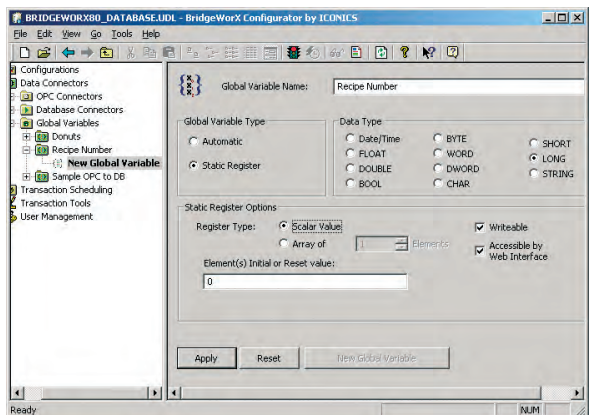 BRIDGEWORX80_DATABASE.UDL - BridgeWorX Configurator by ICONICS
File Edit View Go Tools Help
Configurations
Data Connectors
OPC Connectors
Database Connectors
Global Variables
Donuts
Recipe Number
New Global Variable
Sample OPC to DB
Transaction Scheduling
Transaction Tools
User Management
Global Variable Name: Recipe Number
Global Variable Type
Automatic
Static Register
Data Type
Date/Time BYTE SHORT
FLOAT WORD LONG
DOUBLE DWORD STRING
BOOL CHAR
Static Register Options
Register Type: Scalar Value Writeable
Array of 1 Elements Accessible by Web Interface
Element(s) Initial or Reset value:
0
Apply Reset New Global Variable
Ready NUM